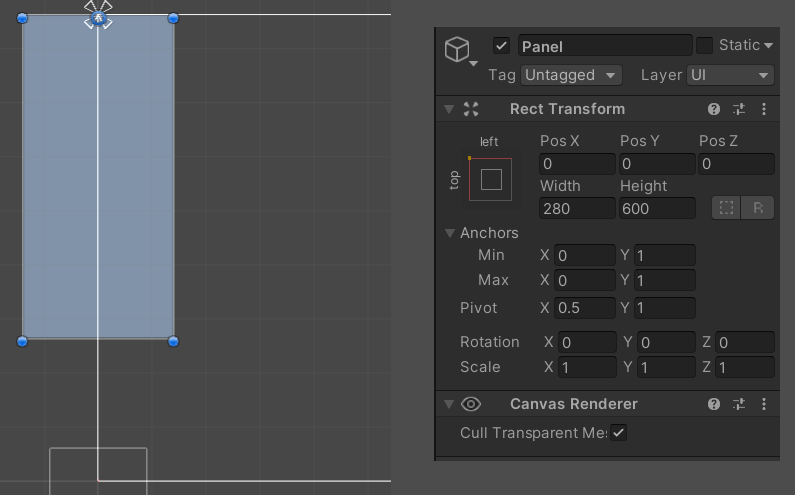 Panel Static
Tag Untagged Layer UI
Rect Transform
left
top
Pos X Pos Y Pos Z
0 0 0
Width Height
280 600 R
Anchors
Min X 0 Y 1
Max X 0 Y 1
Pivot X 0.5 Y 1
Rotation X 0 Y 0 Z 0
Scale X 1 Y 1 Z 1
Canvas Renderer
Cull Transparent Me